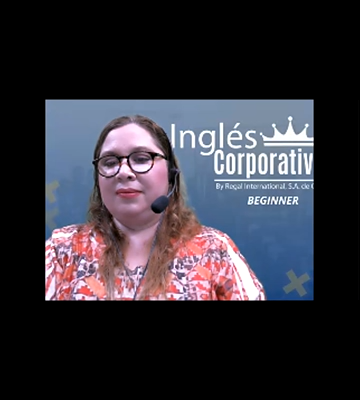 Inglés
Corporativ
By Regal International, S.A. de C
BEGINNER